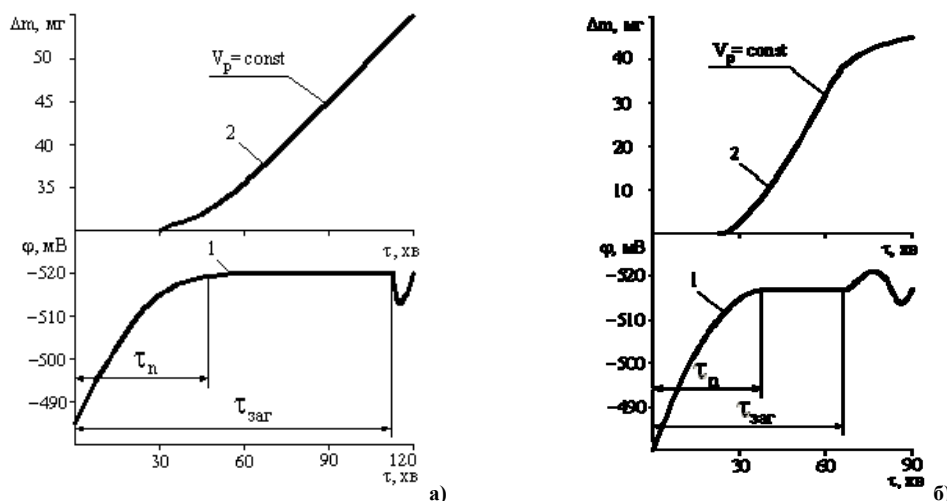 Δm, мг
50
45
40
35
V_p= const
2
φ, мВ
−520
−510
−500
−490
1
τ, хв
τ_п
τ_заг
30
60
90
120
τ, хв
а)
Δm, мг
40
30
20
10
V_p= const
2
φ, мВ
−520
−510
−500
−490
1
τ, хв
τ_п
τ_заг
30
60
90
τ, хв
б